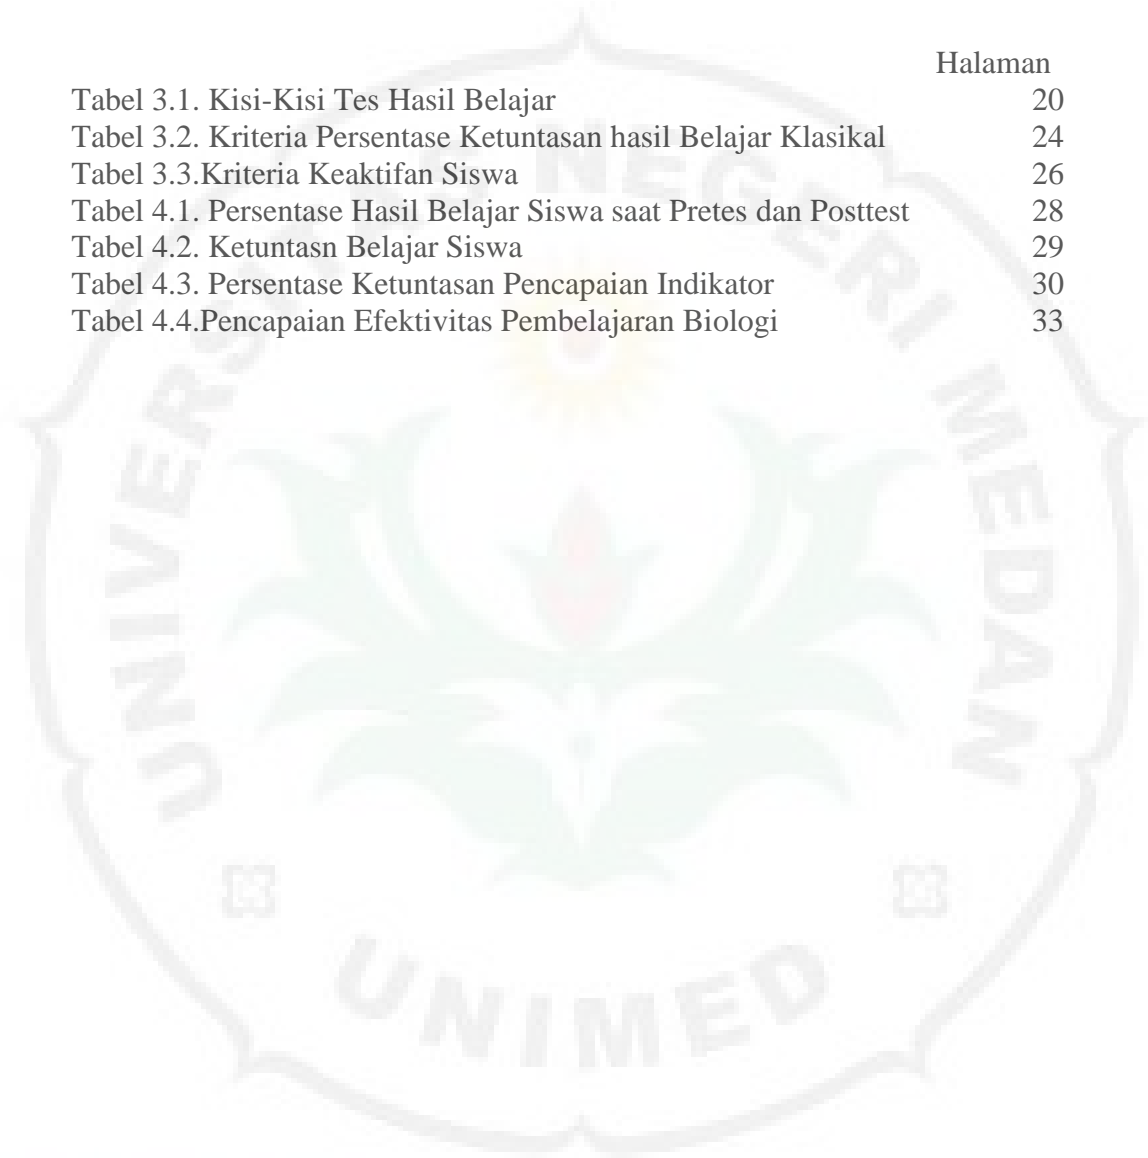 Halaman
Tabel 3.1. Kisi-Kisi Tes Hasil Belajar 20
Tabel 3.2. Kriteria Persentase Ketuntasan hasil Belajar Klasikal 24
Tabel 3.3.Kriteria Keaktifan Siswa 26
Tabel 4.1. Persentase Hasil Belajar Siswa saat Pretes dan Posttest 28
Tabel 4.2. Ketuntasn Belajar Siswa 29
Tabel 4.3. Persentase Ketuntasan Pencapaian Indikator 30
Tabel 4.4.Pencapaian Efektivitas Pembelajaran Biologi 33
UNIVERSITAS NEGERI MEDAN
UNIMED